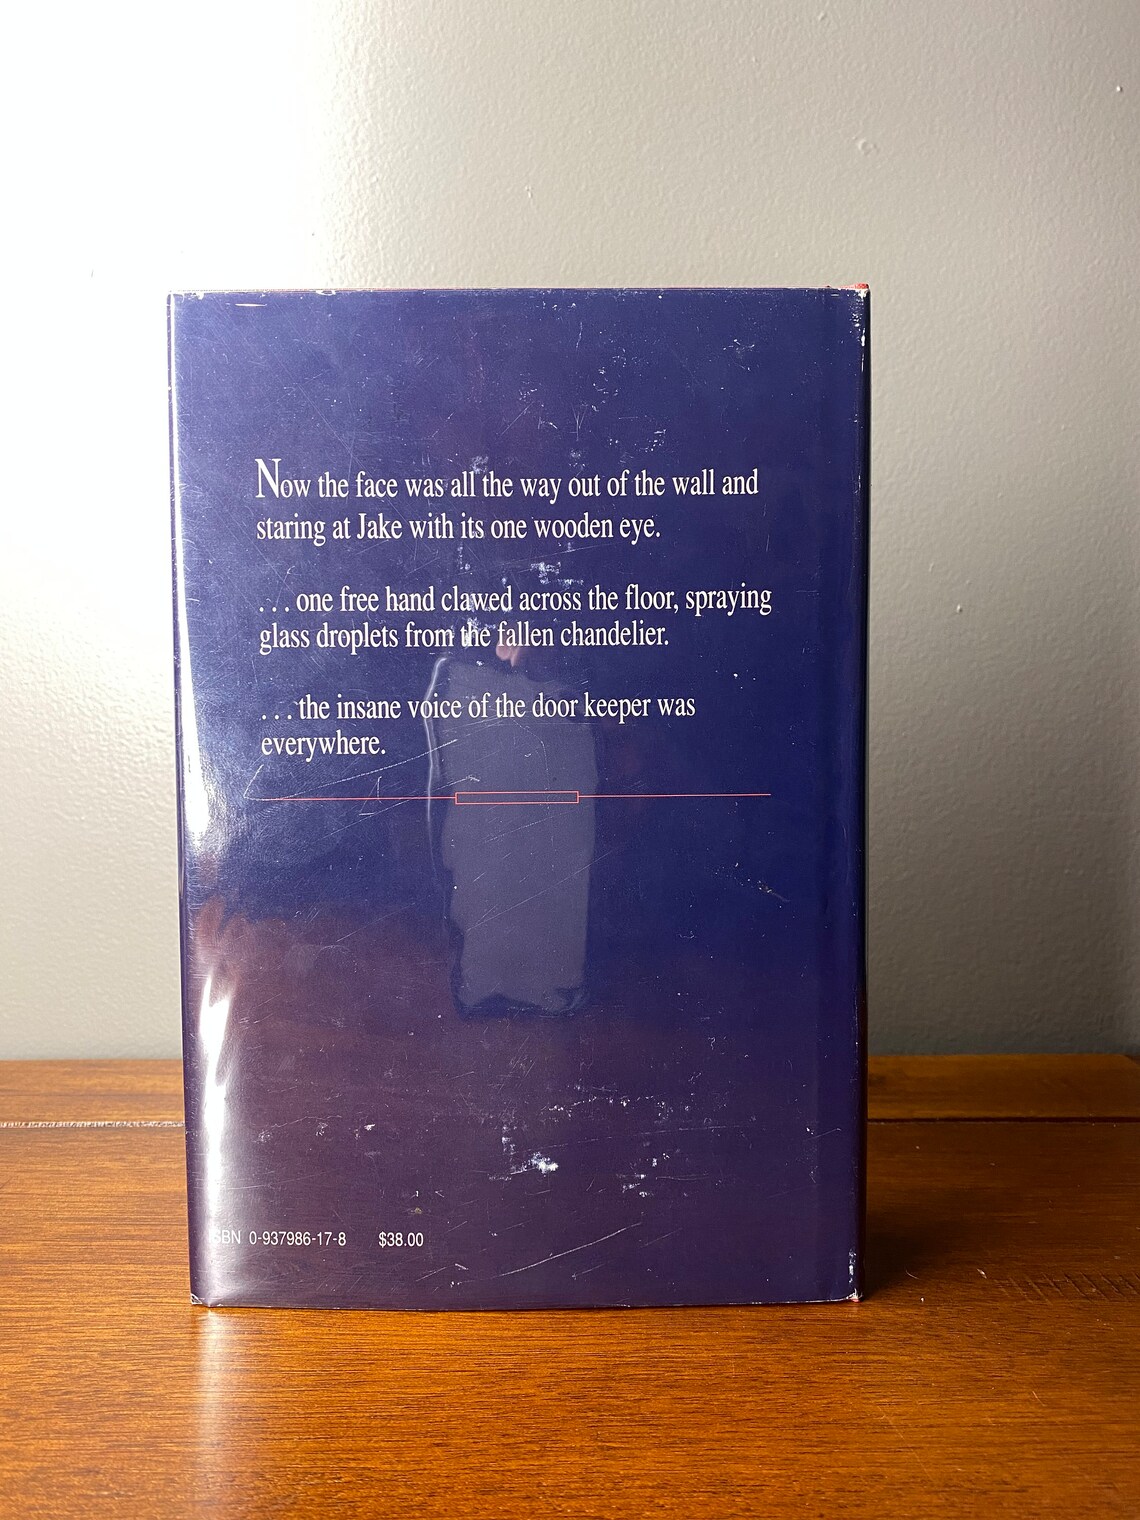 Now the face was all the way out of the wall and
staring at Jake with its one wooden eye.
. . . one free hand clawed across the floor, spraying
glass droplets from the fallen chandelier.
. . . the insane voice of the door keeper was
everywhere.
ISBN 0-937986-17-8 $38.00